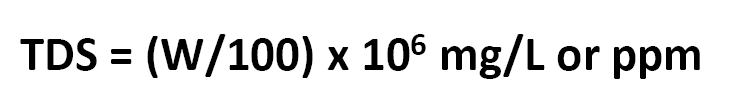 TDS = (W/100) x 10⁶ mg/L or ppm